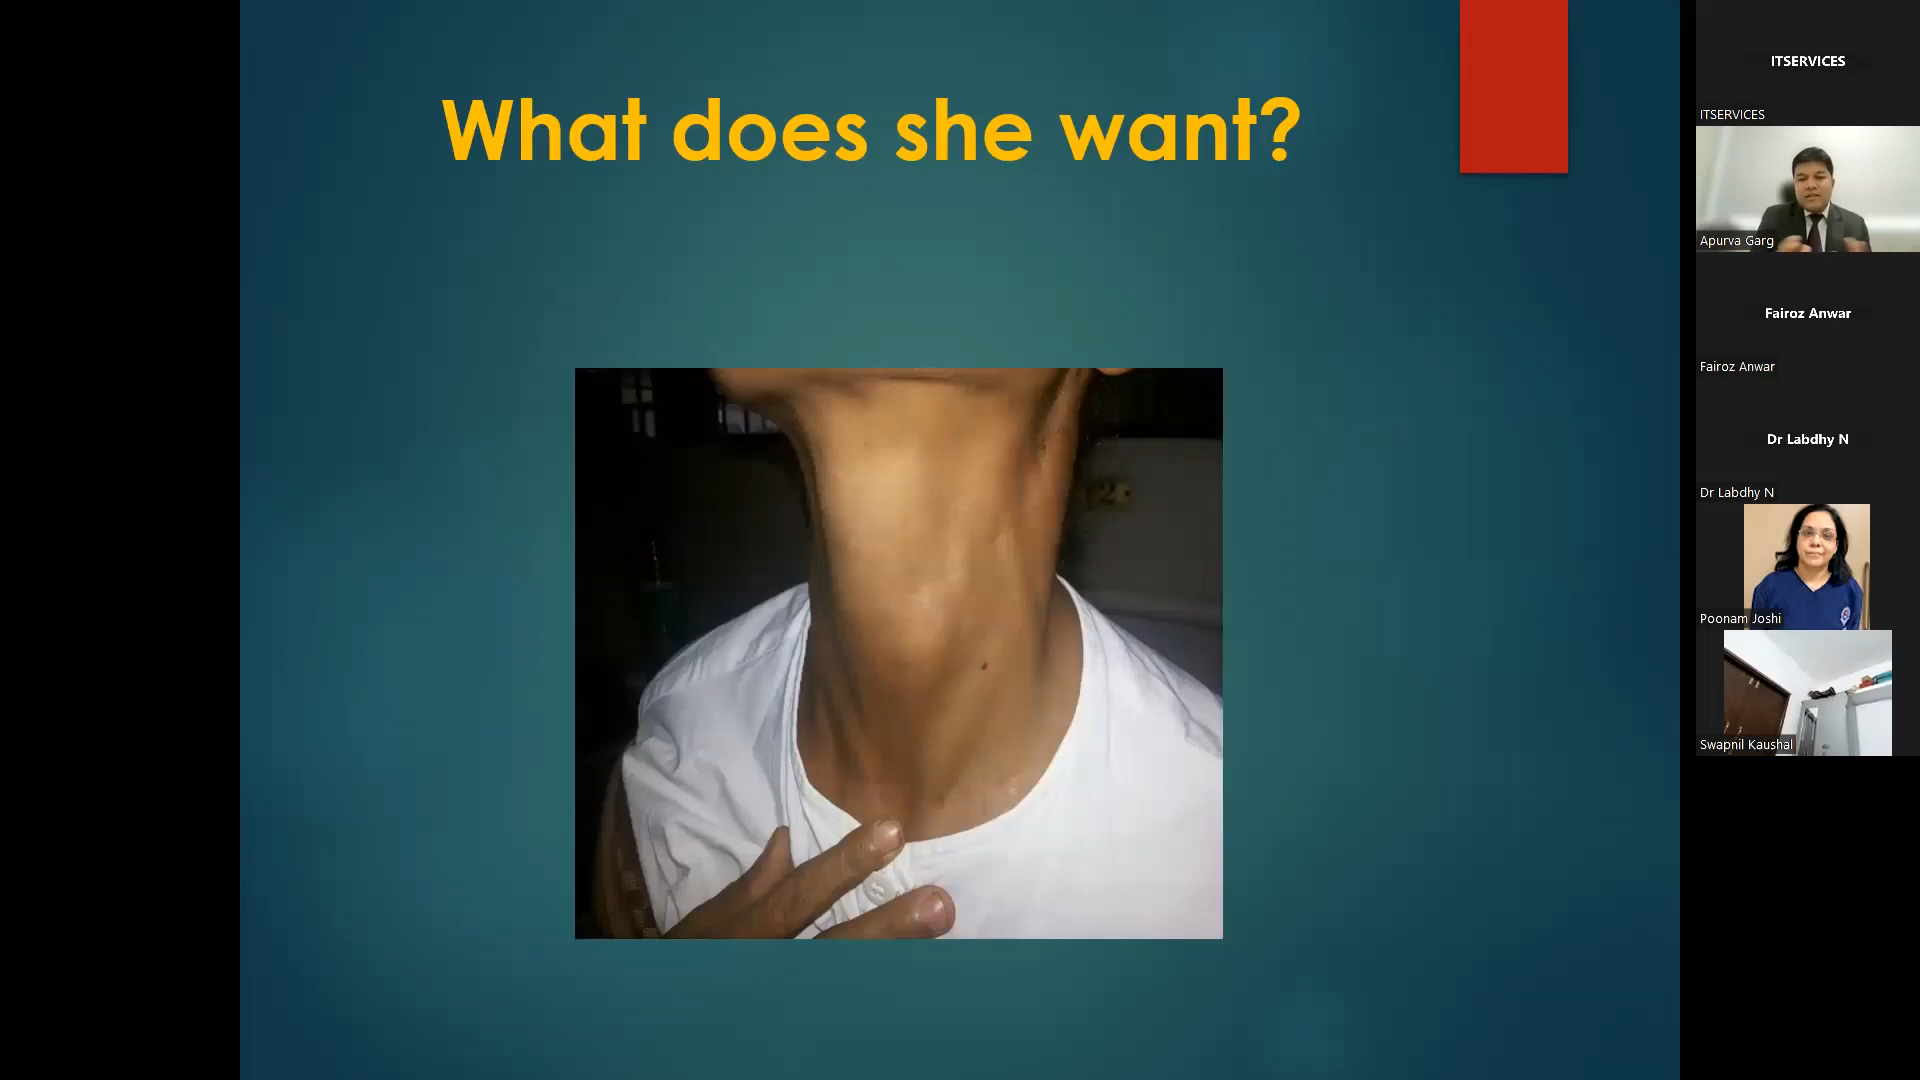 What does she want?
ITSERVICES
ITSERVICES
Apurva Garg
Fairoz Anwar
Fairoz Anwar
Dr Labdhy N
Dr Labdhy N
Poonam Joshi
Swapnil Kaushal